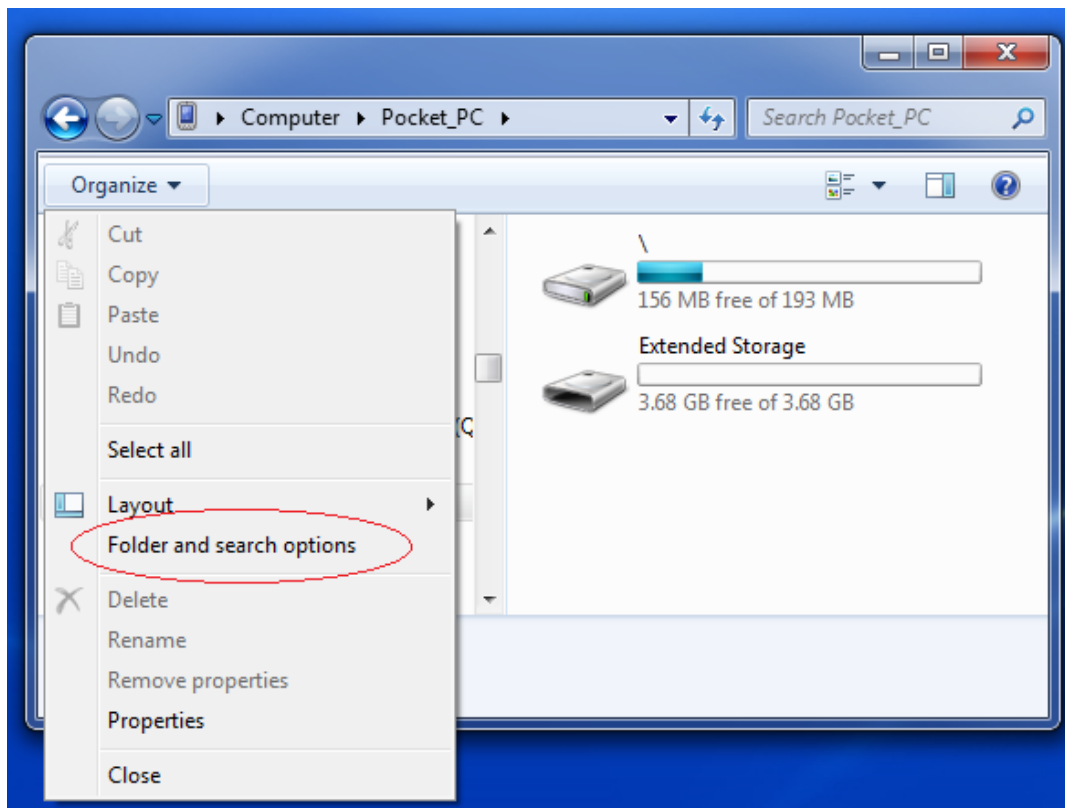 Computer Pocket_PC
Search Pocket_PC
Organize
Cut
Copy
Paste
Undo
Redo
Select all
Layout
Folder and search options
Delete
Rename
Remove properties
Properties
Close
(Q
\
156 MB free of 193 MB
Extended Storage
3.68 GB free of 3.68 GB